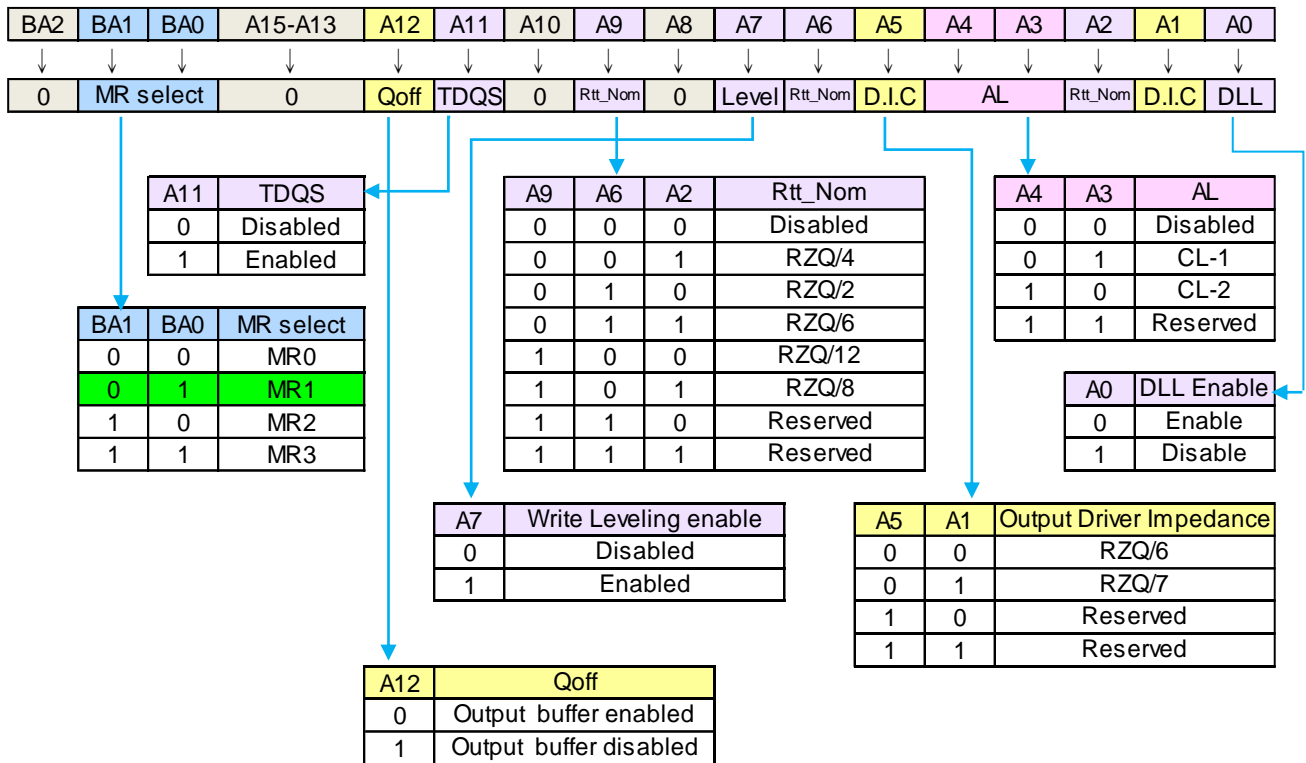 BA2 BA1 BA0 A15-A13 A12 A11 A10 A9 A8 A7 A6 A5 A4 A3 A2 A1 A0
0 MR select 0 Qoff TDQS 0 Rtt_Nom 0 Level Rtt_Nom D.I.C AL Rtt_Nom D.I.C DLL
A11 TDQS
0 Disabled
1 Enabled
BA1 BA0 MR select
0 0 MR0
0 1 MR1
1 0 MR2
1 1 MR3
A9 A6 A2 Rtt_Nom
0 0 0 Disabled
0 0 1 RZQ/4
0 1 0 RZQ/2
0 1 1 RZQ/6
1 0 0 RZQ/12
1 0 1 RZQ/8
1 1 0 Reserved
1 1 1 Reserved
A4 A3 AL
0 0 Disabled
0 1 CL-1
1 0 CL-2
1 1 Reserved
A0 DLL Enable
0 Enable
1 Disable
A7 Write Leveling enable
0 Disabled
1 Enabled
A5 A1 Output Driver Impedance
0 0 RZQ/6
0 1 RZQ/7
1 0 Reserved
1 1 Reserved
A12 Qoff
0 Output buffer enabled
1 Output buffer disabled